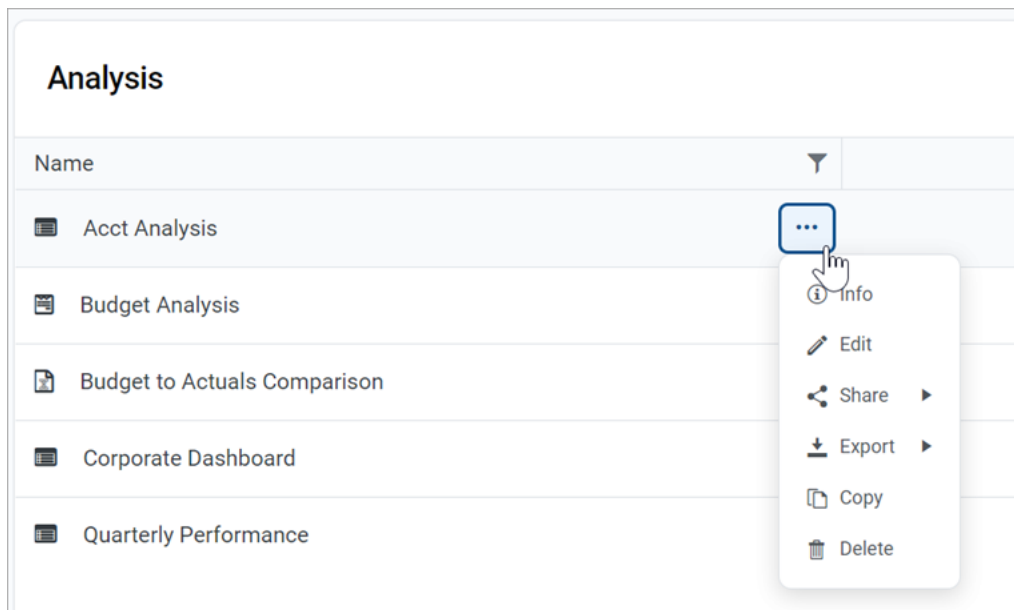 Analysis
Name
Acct Analysis
Info
Budget Analysis
Edit
Budget to Actuals Comparison
Share
Export
Corporate Dashboard
Copy
Quarterly Performance
Delete